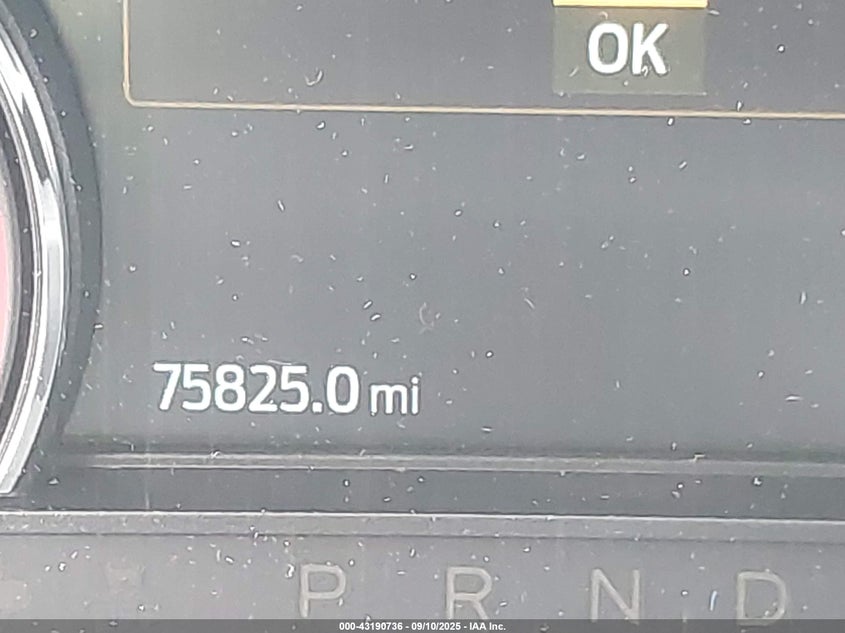 OK
75825.0 mi
P R N D
000-43190736 - 09/10/2025 - IAA Inc.